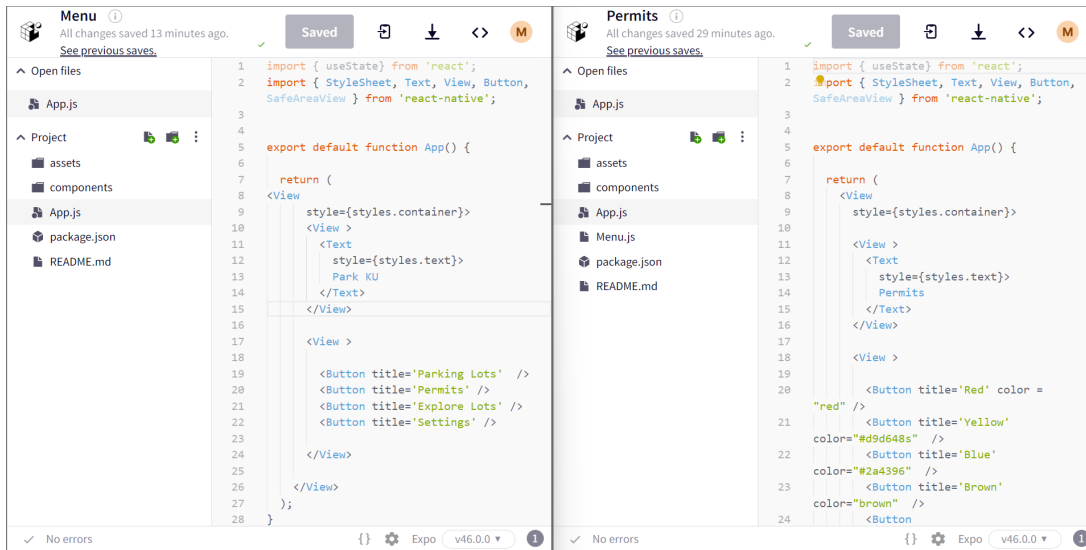 Menu
All changes saved 13 minutes ago.
See previous saves.
Saved
M
Open files
App.js
Project
assets
components
App.js
package.json
README.md
1 import { useState} from 'react';
2 import { StyleSheet, Text, View, Button,
SafeAreaView } from 'react-native';
3
4
5 export default function App() {
6
7 return (
8 <View
9 style={styles.container}>
10 <View >
11 <Text
12 style={styles.text}>
13 Park KU
14 </Text>
15 </View>
16
17 <View >
18
19 <Button title='Parking Lots' />
20 <Button title='Permits' />
21 <Button title='Explore Lots' />
22 <Button title='Settings' />
23
24 </View>
25
26 </View>
27 );
28 }
No errors
{} Expo v46.0.0 1
Permits
All changes saved 29 minutes ago.
See previous saves.
Saved
M
Open files
App.js
Project
assets
components
App.js
Menu.js
package.json
README.md
1 import { useState} from 'react';
2 import { StyleSheet, Text, View, Button,
SafeAreaView } from 'react-native';
3
4
5 export default function App() {
6
7 return (
8 <View
9 style={styles.container}>
10
11 <View >
12 <Text
13 style={styles.text}>
14 Permits
15 </Text>
16 </View>
17
18 <View >
19
20 <Button title='Red' color =
"red" />
21 <Button title='Yellow'
color="#d9d648s" />
22 <Button title='Blue'
color="#2a4396" />
23 <Button title='Brown'
color="brown" />
24 <Button
No errors
{} Expo v46.0.0 1